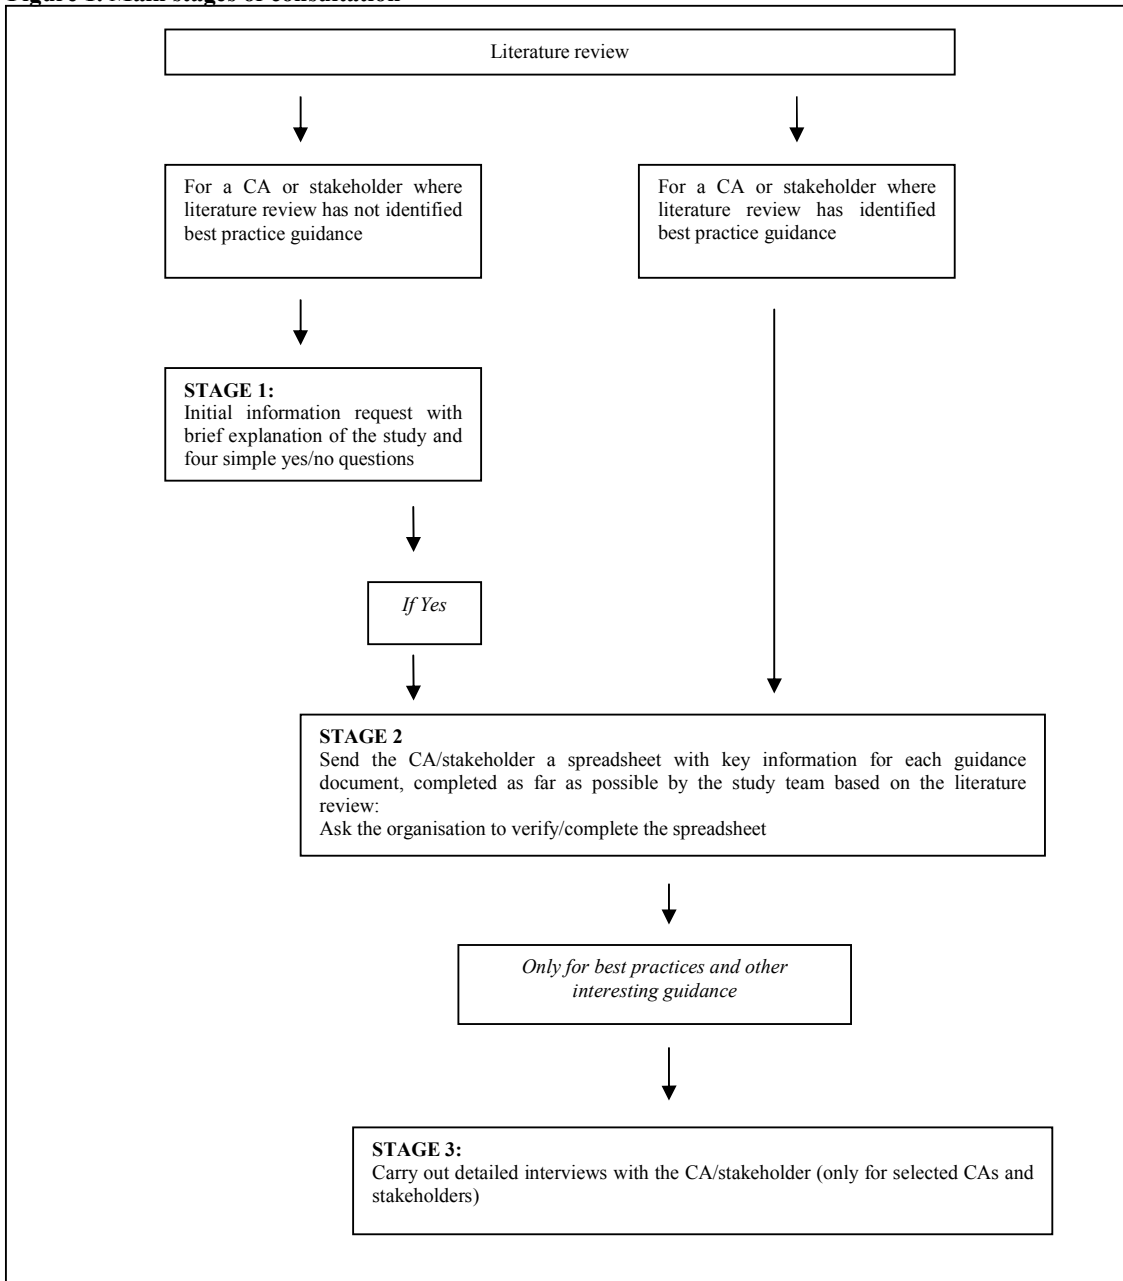 Figure 1. Main stages of consultation
Literature review
For a CA or stakeholder where
literature review has not identified
best practice guidance
For a CA or stakeholder where
literature review has identified
best practice guidance
STAGE 1:
Initial information request with
brief explanation of the study and
four simple yes/no questions
If Yes
STAGE 2
Send the CA/stakeholder a spreadsheet with key information for each guidance
document, completed as far as possible by the study team based on the literature
review:
Ask the organisation to verify/complete the spreadsheet
Only for best practices and other
interesting guidance
STAGE 3:
Carry out detailed interviews with the CA/stakeholder (only for selected CAs and
stakeholders)